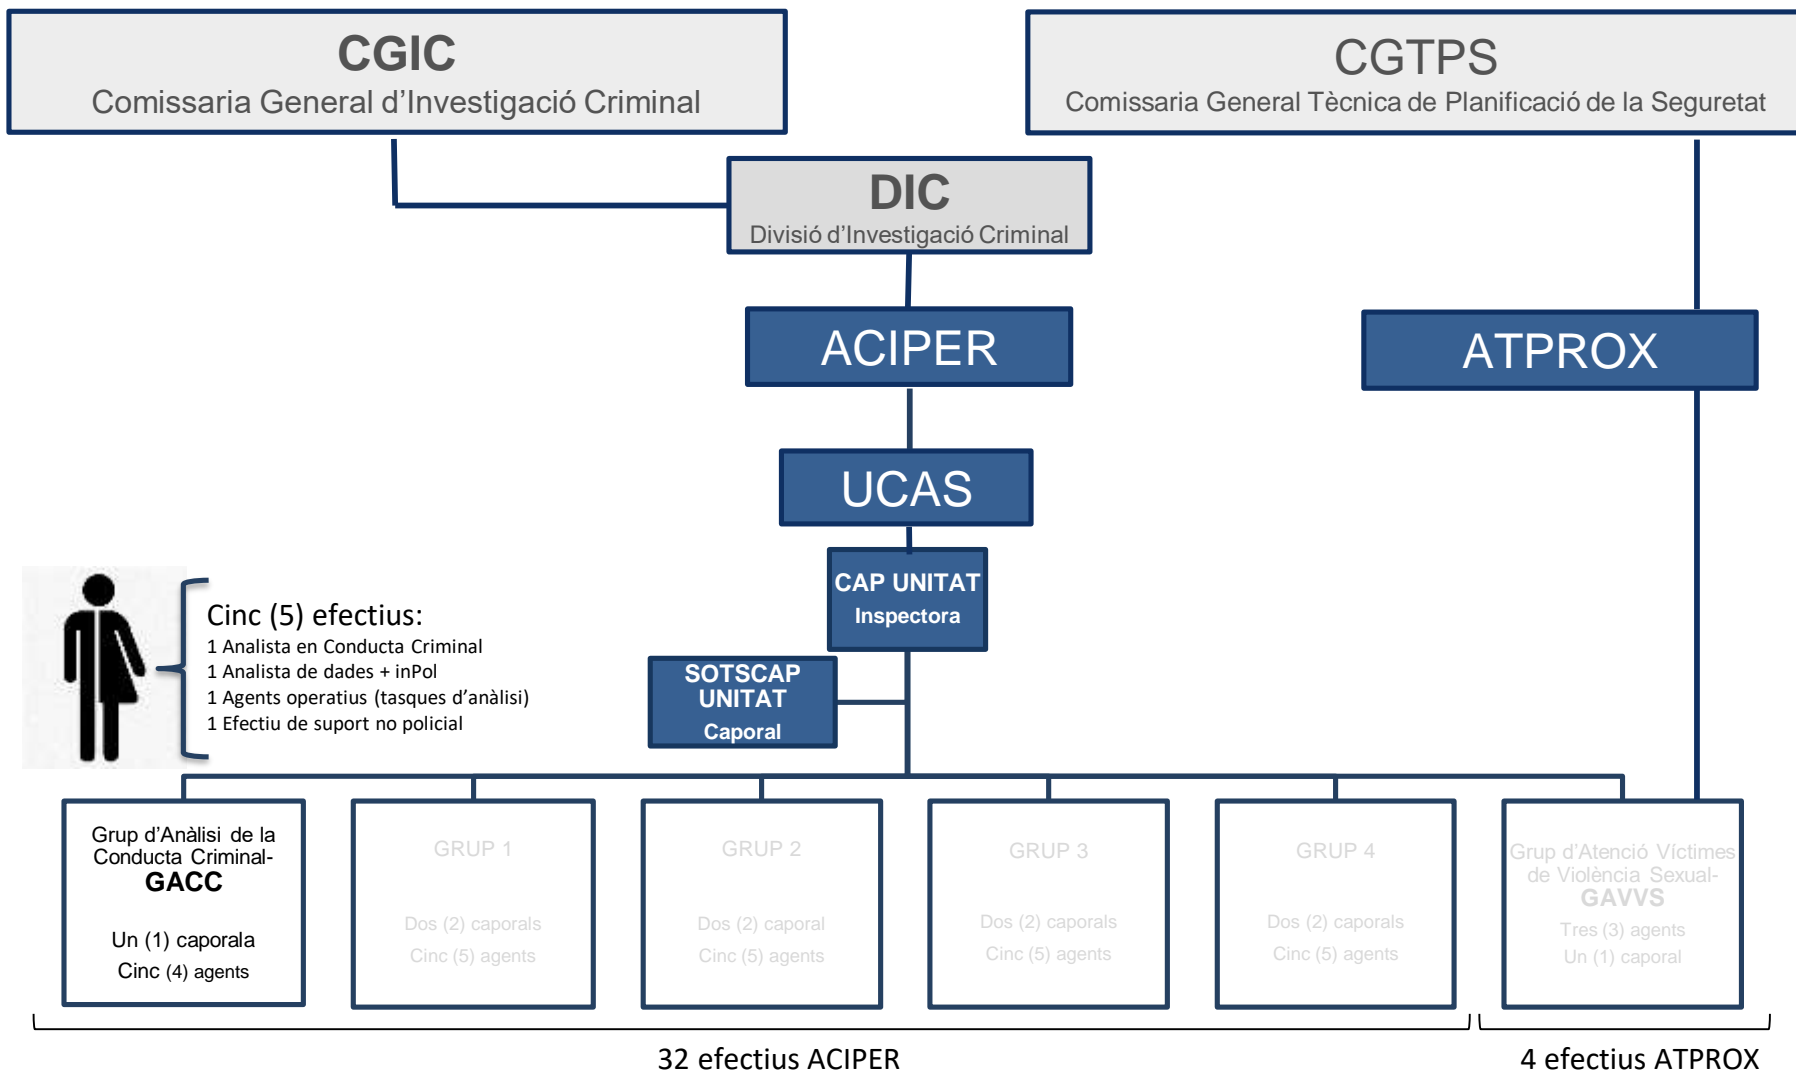 CGIC
Comissaria General d'Investigació Criminal
CGTPS
Comissaria General Tècnica de Planificació de la Seguretat
DIC
Divisió d'Investigació Criminal
ACIPER
ATPROX
UCAS
CAP UNITAT
Inspectora
SOTSCAP
UNITAT
Caporal
Cinc (5) efectius:
1 Analista en Conducta Criminal
1 Analista de dades + inPol
1 Agents operatius (tasques d'anàlisi)
1 Efectiu de suport no policial
Grup d'Anàlisi de la
Conducta Criminal-
GACC
Un (1) caporala
Cinc (4) agents
GRUP 1
Dos (2) caporals
Cinc (5) agents
GRUP 2
Dos (2) caporal
Cinc (5) agents
GRUP 3
Dos (2) caporals
Cinc (5) agents
GRUP 4
Dos (2) caporals
Cinc (5) agents
Grup d'Atenció Víctimes
de Violència Sexual-
GAVVS
Tres (3) agents
Un (1) caporal
32 efectius ACIPER
4 efectius ATPROX